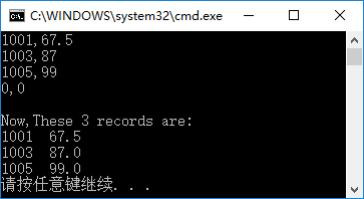 C:\WINDOWS\system32\cmd.exe
1001,67.5
1003,87
1005,99
0,0
Now,These 3 records are:
1001  67.5
1003  87.0
1005  99.0
请按任意键继续. . .